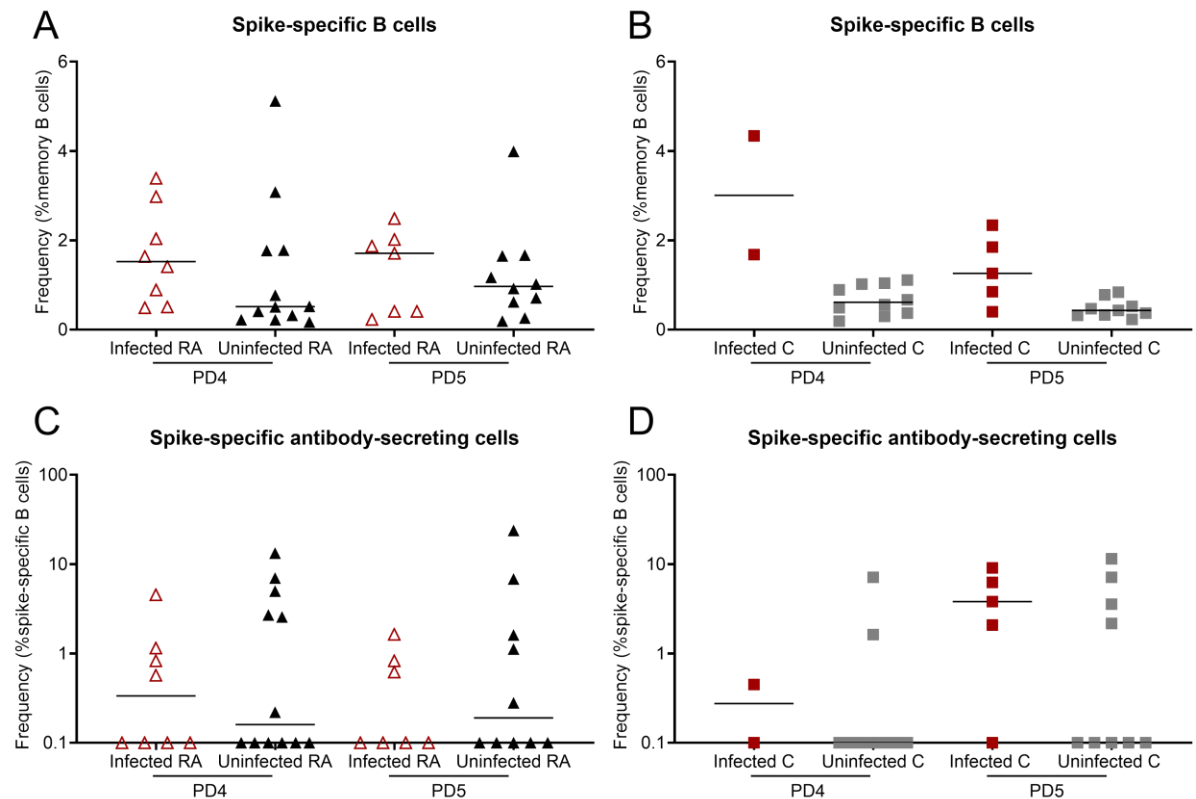 A
Spike-specific B cells
Frequency (%memory B cells)
6
4
2
0
Infected RA
Uninfected RA
Infected RA
Uninfected RA
PD4
PD5
B
Spike-specific B cells
Frequency (%memory B cells)
6
4
2
0
Infected C
Uninfected C
Infected C
Uninfected C
PD4
PD5
C
Spike-specific antibody-secreting cells
Frequency (%spike-specific B cells)
100
10
1
0.1
Infected RA
Uninfected RA
Infected RA
Uninfected RA
PD4
PD5
D
Spike-specific antibody-secreting cells
Frequency (%spike-specific B cells)
100
10
1
0.1
Infected C
Uninfected C
Infected C
Uninfected C
PD4
PD5